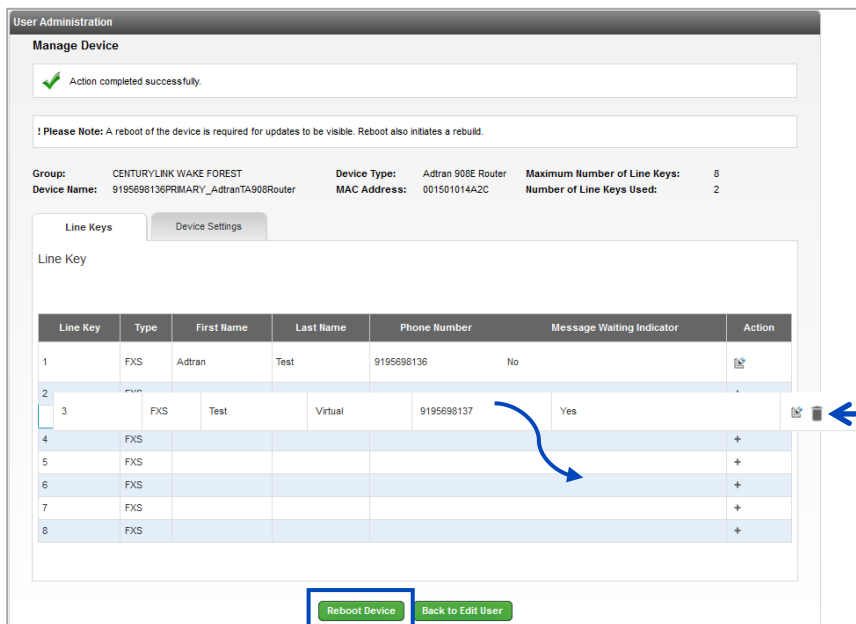 User Administration
Manage Device
Action completed successfully.
! Please Note: A reboot of the device is required for updates to be visible. Reboot also initiates a rebuild.
Group: CENTURYLINK WAKE FOREST Device Type: Adtran 908E Router Maximum Number of Line Keys: 8
Device Name: 9195698136PRIMARY_AdtranTA908Router MAC Address: 001501014A2C Number of Line Keys Used: 2
Line Keys Device Settings
Line Key
Line Key Type First Name Last Name Phone Number Message Waiting Indicator Action
1 FXS Adtran Test 9195698136 No
2
3 FXS Test Virtual 9195698137 Yes
4 FXS +
5 FXS +
6 FXS +
7 FXS +
8 FXS +
Reboot Device Back to Edit User